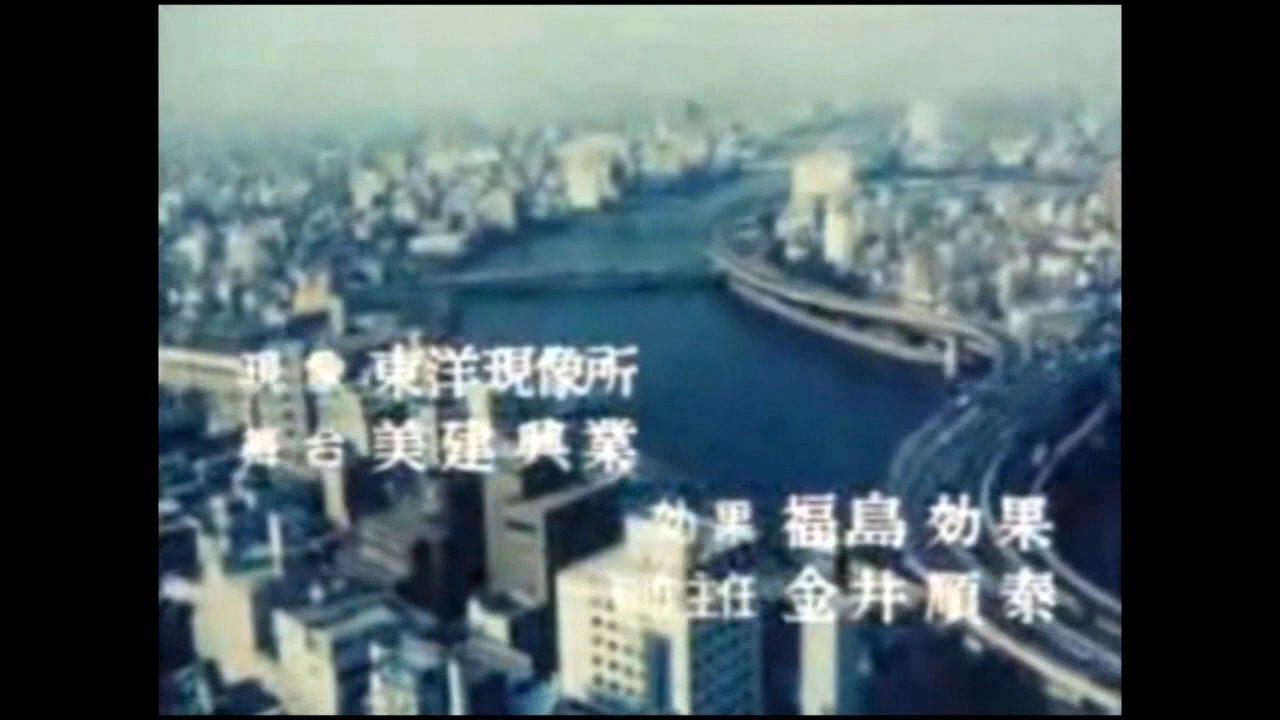 現像 東洋現像所
舞台 美建興業
効果 福島効果
主任 金井順泰